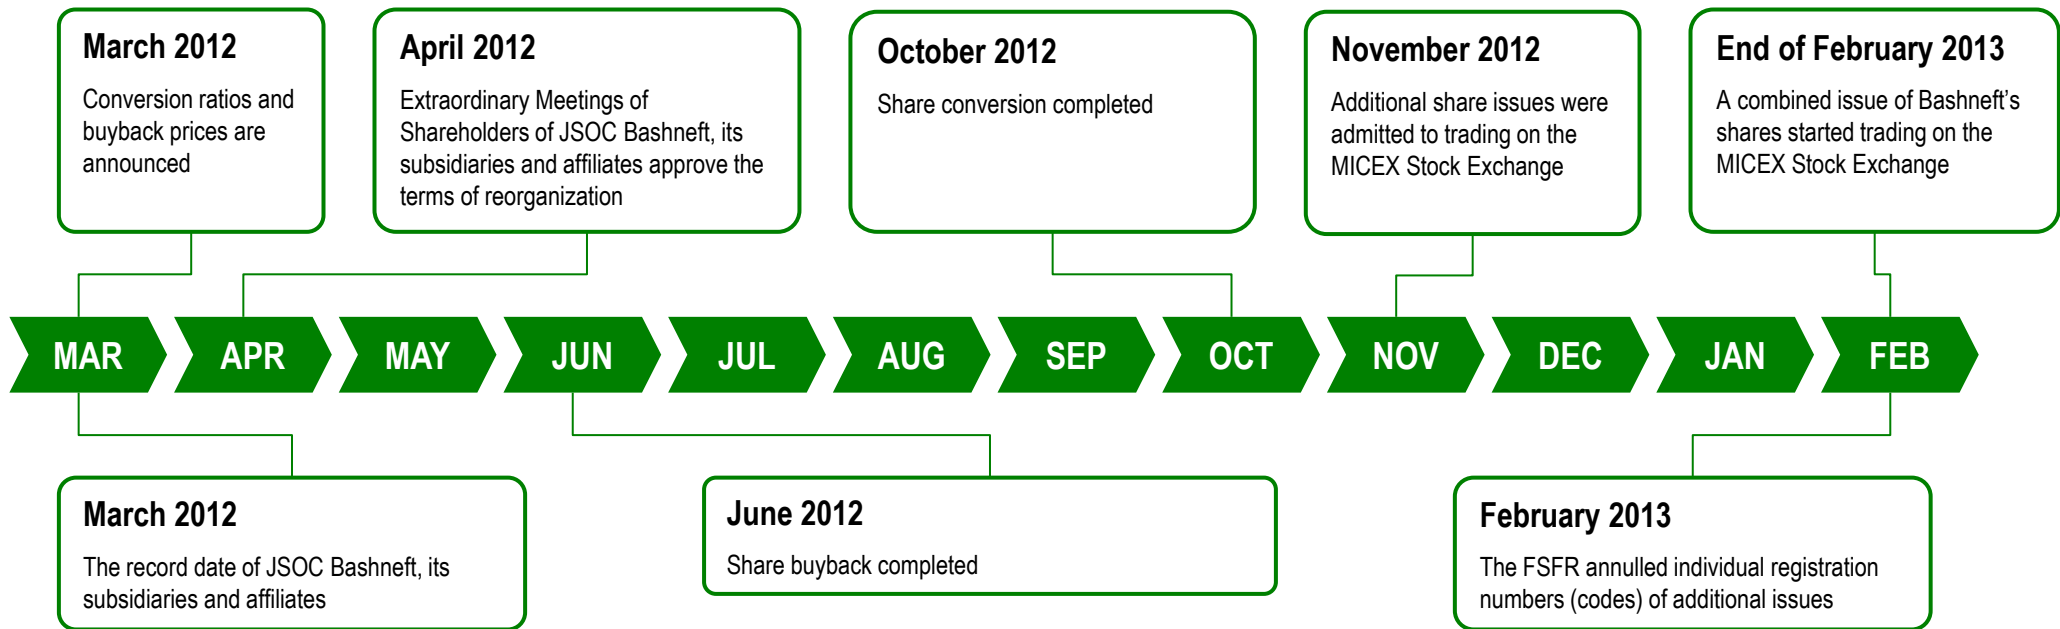 March 2012
Conversion ratios and
buyback prices are
announced
April 2012
Extraordinary Meetings of
Shareholders of JSOC Bashneft, its
subsidiaries and affiliates approve the
terms of reorganization
October 2012
Share conversion completed
November 2012
Additional share issues were
admitted to trading on the
MICEX Stock Exchange
End of February 2013
A combined issue of Bashneft’s
shares started trading on the
MICEX Stock Exchange
MAR
APR
MAY
JUN
JUL
AUG
SEP
OCT
NOV
DEC
JAN
FEB
March 2012
The record date of JSOC Bashneft, its
subsidiaries and affiliates
June 2012
Share buyback completed
February 2013
The FSFR annulled individual registration
numbers (codes) of additional issues